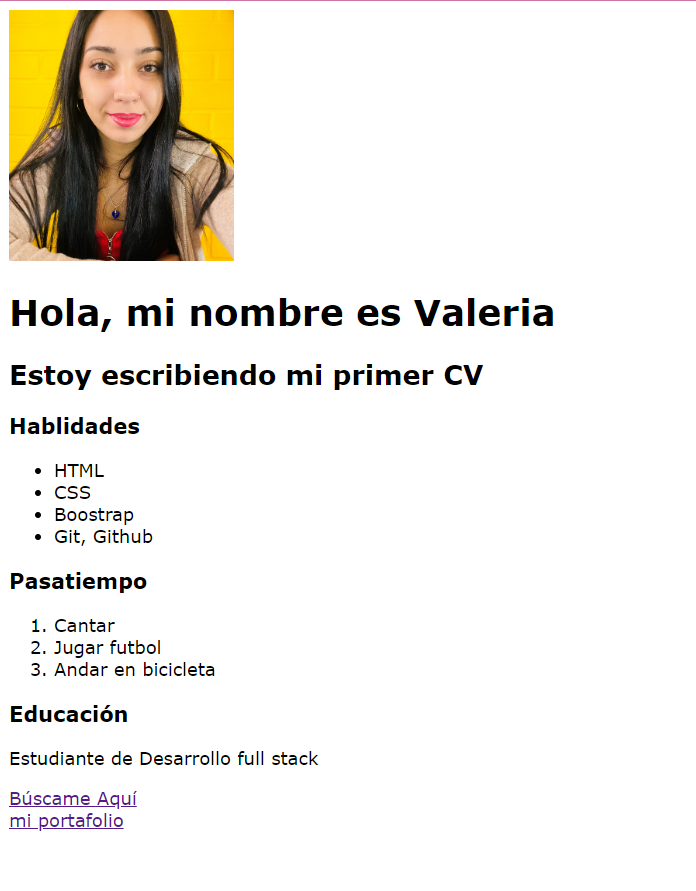 Hola, mi nombre es Valeria
Estoy escribiendo mi primer CV
Hablidades
• HTML
• CSS
• Boostrap
• Git, Github
Pasatiempo
1. Cantar
2. Jugar futbol
3. Andar en bicicleta
Educación
Estudiante de Desarrollo full stack
Búscame Aquí
mi portafolio